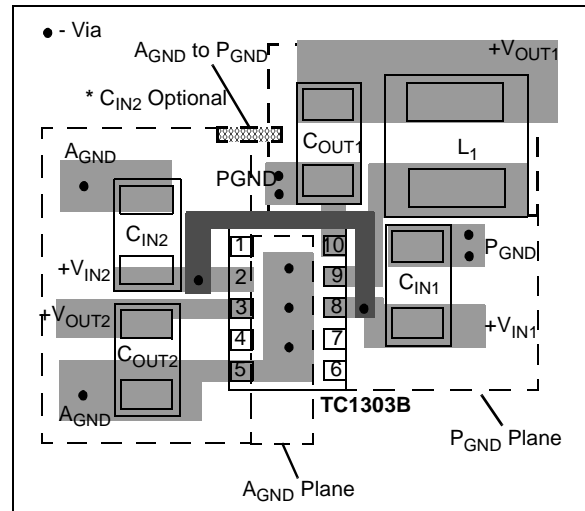 ● - Via
A_GND to P_GND
+V_OUT1
* C_IN2 Optional
A_GND
C_OUT1
L_1
PGND
C_IN2
1
10
P_GND
+V_IN2
2
9
C_IN1
+V_OUT2
3
8
+V_IN1
C_OUT2
4
7
5
6
A_GND
TC1303B
P_GND Plane
A_GND Plane